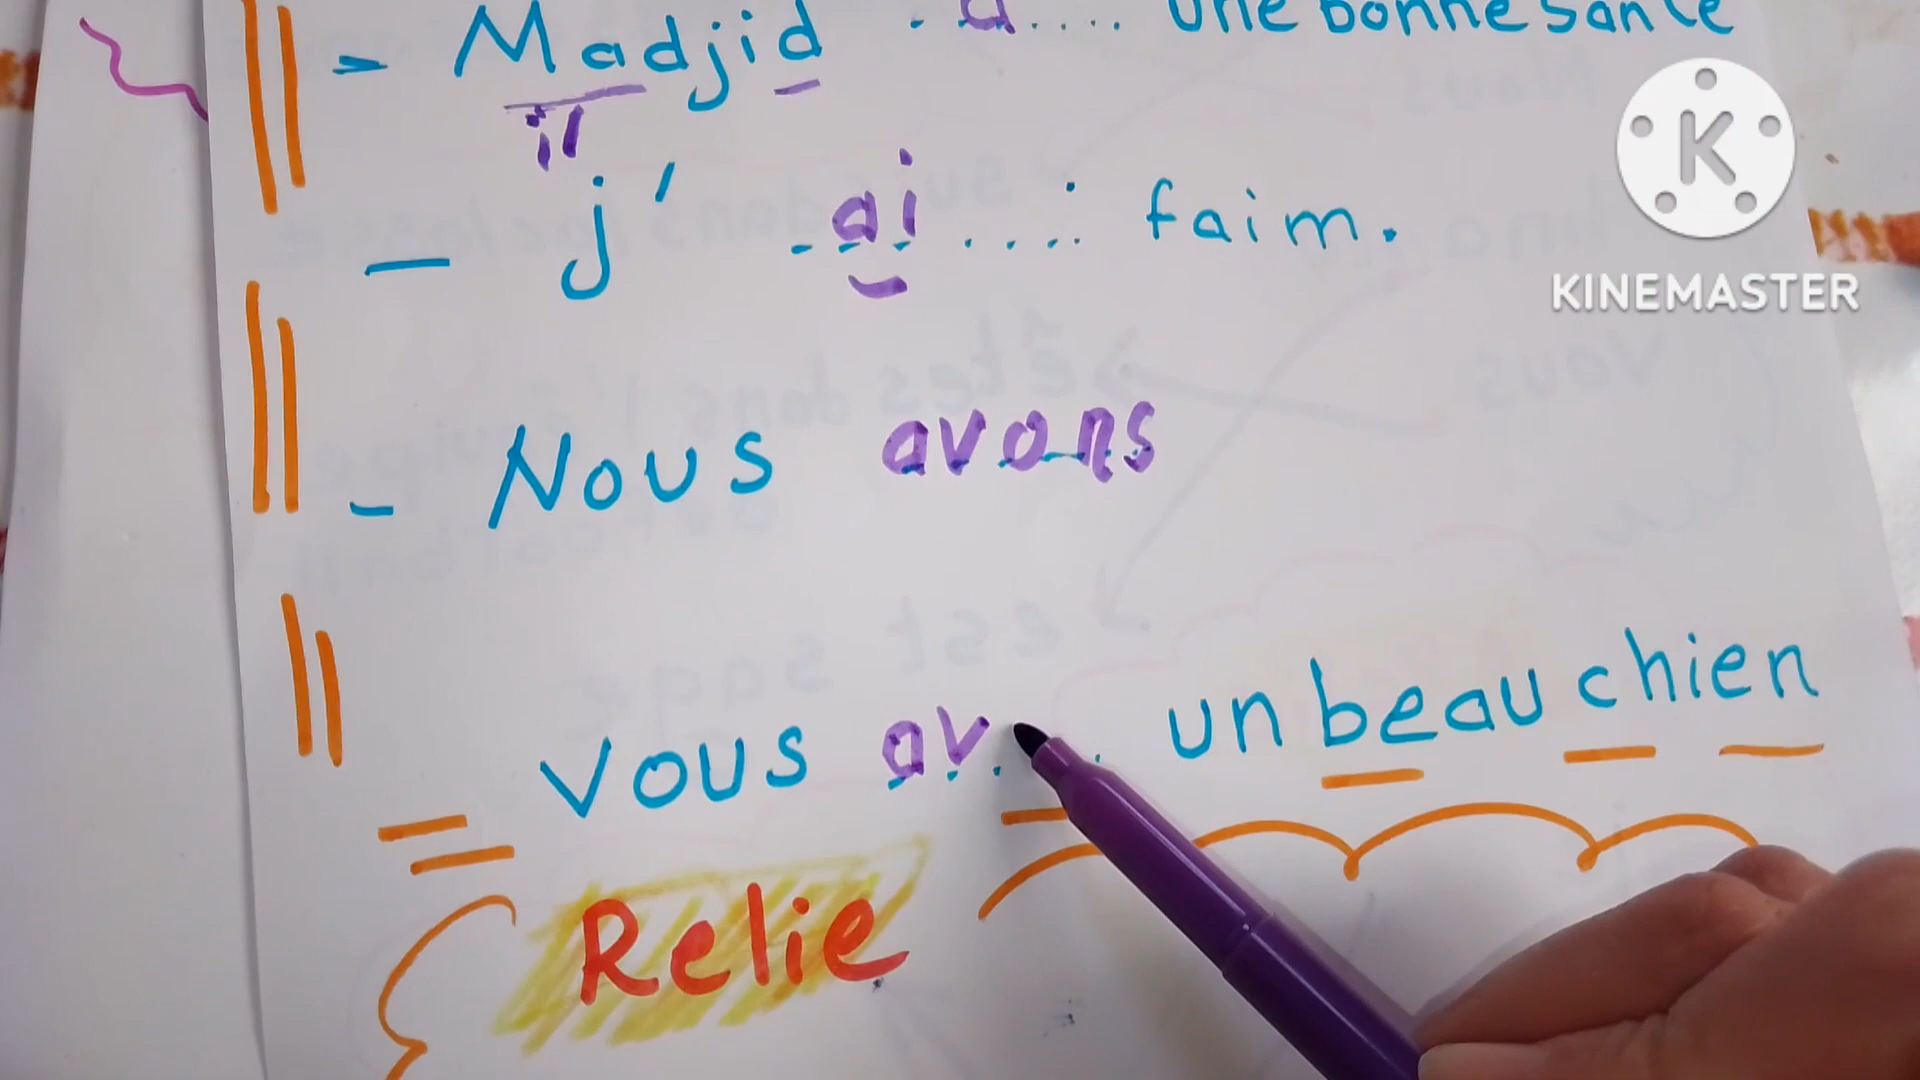 - Madjid . a .... une bonne santé
il
- j' ai .... faim.
- Nous avons
Vous av.. un beau chien
Relie
K
KINEMASTER